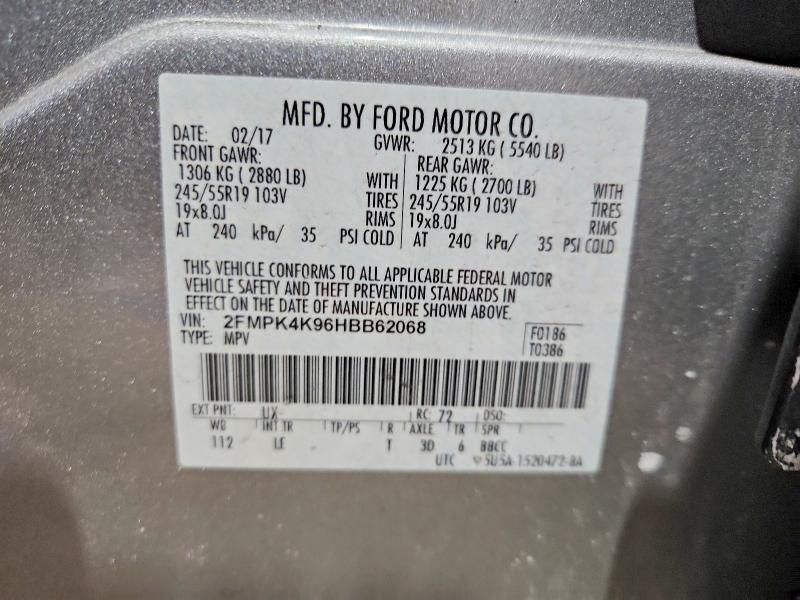 MFD. BY FORD MOTOR CO.
DATE: 02/17 GVWR: 2513 KG ( 5540 LB)
FRONT GAWR: REAR GAWR:
1306 KG ( 2880 LB) WITH 1225 KG ( 2700 LB) WITH
245/55R19 103V TIRES 245/55R19 103V TIRES
19x8.0J RIMS 19x8.0J RIMS
AT 240 kPa/ 35 PSI COLD AT 240 kPa/ 35 PSI COLD
THIS VEHICLE CONFORMS TO ALL APPLICABLE FEDERAL MOTOR
VEHICLE SAFETY AND THEFT PREVENTION STANDARDS IN
EFFECT ON THE DATE OF MANUFACTURE SHOWN ABOVE.
VIN: 2FMPK4K96HBB62068 F0186
TYPE: MPV T0386
EXT PNT: UX RC: 72 DSO:
WB INT TR TP/PS R AXLE TR SPR
112 LE T 3D 6 BBCC
UTC 5U5A-1520472-BA